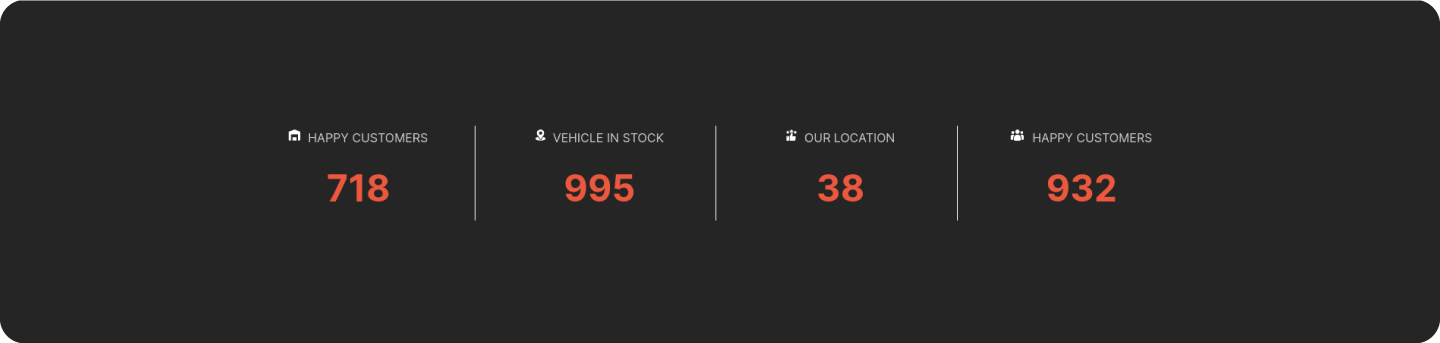 HAPPY CUSTOMERS
718
VEHICLE IN STOCK
995
OUR LOCATION
38
HAPPY CUSTOMERS
932